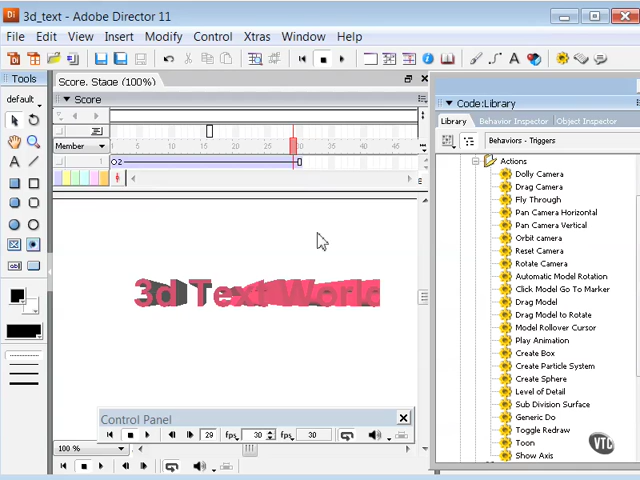 3d_text - Adobe Director 11
File Edit View Insert Modify Control Xtras Window Help
Tools
default
Score, Stage (100%)
Score
Member 1 5 10 15 20 25 30 35 40 45
1 2
3d Text World
Control Panel
29 fps 30 fps 30
100 %
Code:Library
Library Behavior Inspector Object Inspector
Behaviors - Triggers
Actions
Dolly Camera
Drag Camera
Fly Through
Pan Camera Horizontal
Pan Camera Vertical
Orbit camera
Reset Camera
Rotate Camera
Automatic Model Rotation
Click Model Go To Marker
Drag Model
Drag Model to Rotate
Model Rollover Cursor
Play Animation
Create Box
Create Particle System
Create Sphere
Level of Detail
Sub Division Surface
Generic Do
Toggle Redraw
Toon
Show Axis
VTC